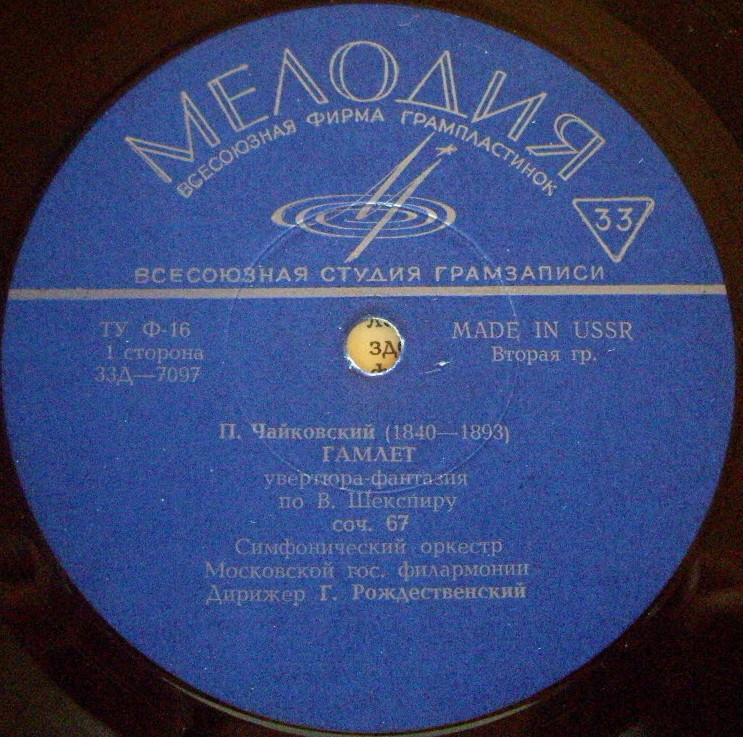 МЕЛОДИЯ
ВСЕСОЮЗНАЯ ФИРМА ГРАМПЛАСТИНОК
33
ВСЕСОЮЗНАЯ СТУДИЯ ГРАМЗАПИСИ
ТУ Ф-16
1 сторона
33Д—7097
MADE IN USSR
Вторая гр.
ЗД
П. Чайковский (1840—1893)
ГАМЛЕТ
увертюра-фантазия
по В. Шекспиру
соч. 67
Симфонический оркестр
Московской гос. филармонии
Дирижер Г. Рождественский